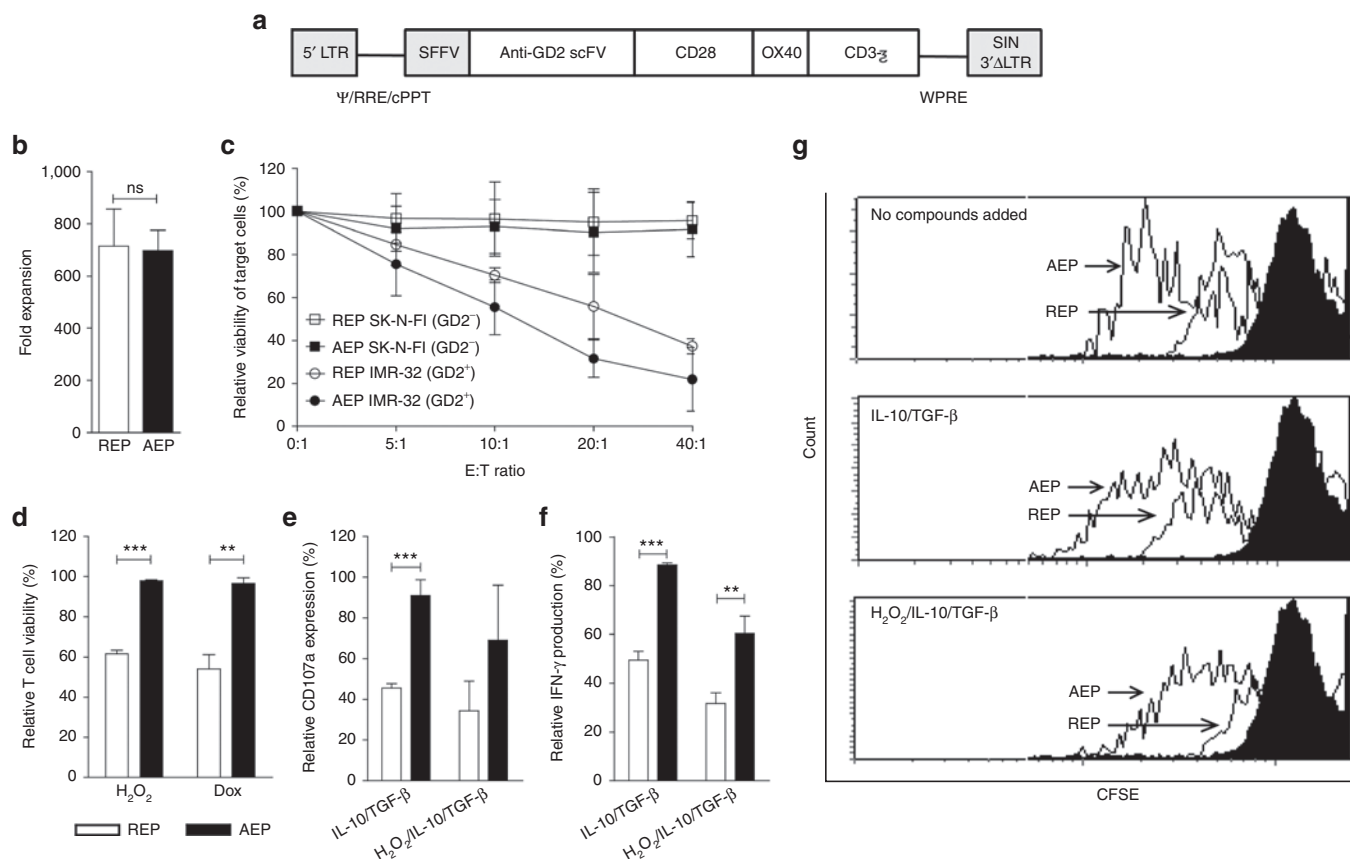 a
5′ LTR
SFFV
Anti-GD2 scFV
CD28
OX40
CD3-ʓ
SIN
3′ΔLTR
Ψ/RRE/cPPT
WPRE
b
1,000
800
600
400
200
0
Fold expansion
ns
REP
AEP
c
120
100
80
60
40
20
0
Relative viability of target cells (%)
REP SK-N-FI (GD2⁻)
AEP SK-N-FI (GD2⁻)
REP IMR-32 (GD2⁺)
AEP IMR-32 (GD2⁺)
0:1
5:1
10:1
20:1
40:1
E:T ratio
d
120
100
80
60
40
20
0
Relative T cell viability (%)
***
**
H₂O₂
Dox
REP
AEP
e
120
100
80
60
40
20
0
Relative CD107a expression (%)
***
IL-10/TGF-β
H₂O₂/IL-10/TGF-β
f
100
80
60
40
20
0
Relative IFN-γ production (%)
***
**
IL-10/TGF-β
H₂O₂/IL-10/TGF-β
g
No compounds added
AEP
REP
IL-10/TGF-β
AEP
REP
H₂O₂/IL-10/TGF-β
AEP
REP
Count
CFSE